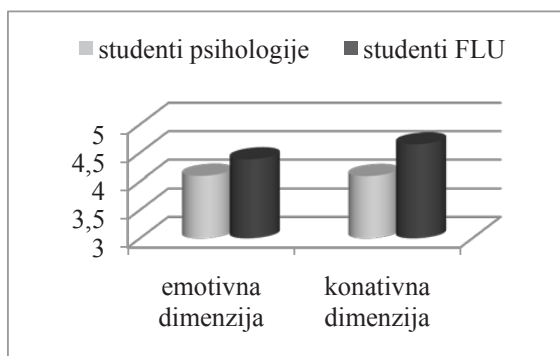 studenti psihologije studenti FLU
5
4,5
4
3,5
3
emotivna dimenzija
konativna dimenzija